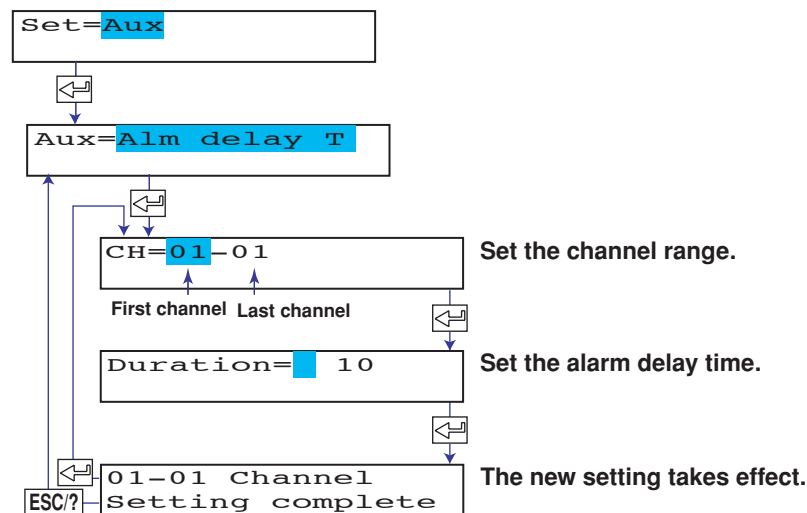 Set=Aux
Aux=Alm delay T
CH=01-01
Set the channel range.
First channel Last channel
Duration= 10
Set the alarm delay time.
01-01 Channel
The new setting takes effect.
ESC/?
Setting complete